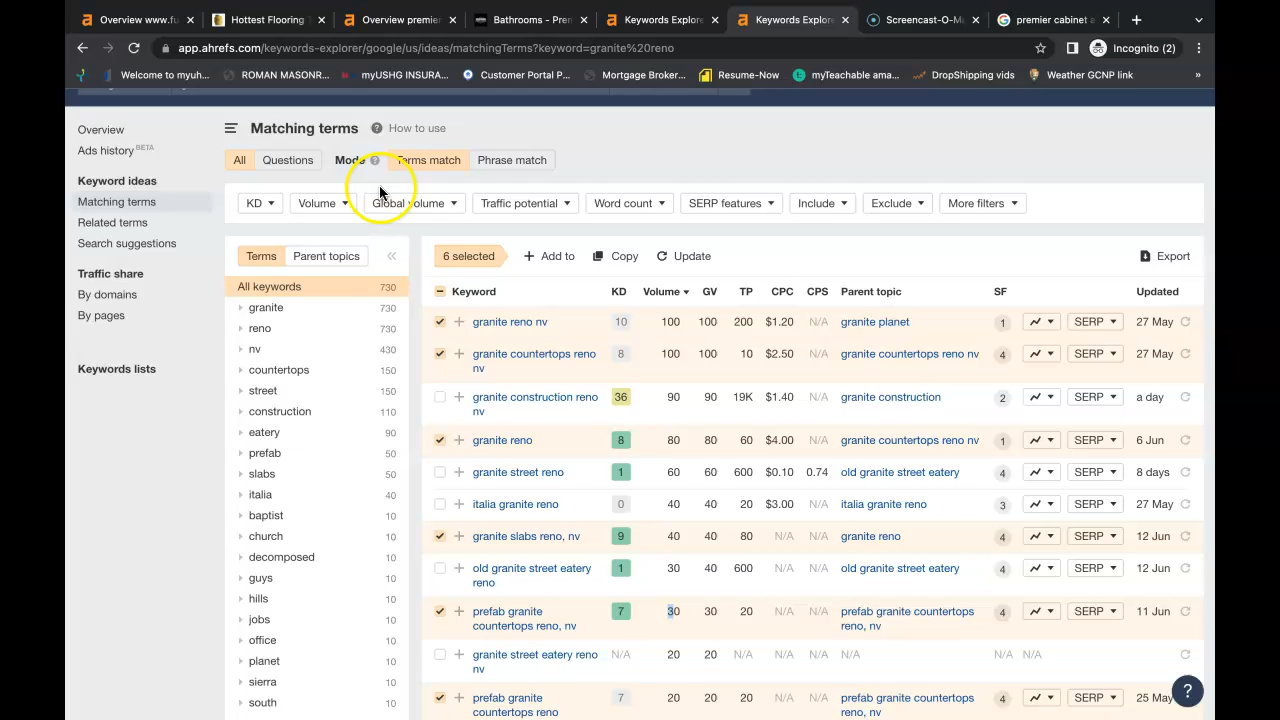 Overview www.fu
Hottest Flooring
Overview premier
Bathrooms - Pren
Keywords Explore
Keywords Explor
Screencast-O-Ma
premier cabinet a
app.ahrefs.com/keywords-explorer/google/us/ideas/matchingTerms?keyword=granite%20reno
Incognito (2)
Welcome to myuh...
ROMAN MASONR...
myUSHG INSURA...
Customer Portal P...
Mortgage Broker...
Resume-Now
myTeachable ama...
DropShipping vids
Weather GCNP link
»
Overview
Ads history BETA
Keyword ideas
Matching terms
Related terms
Search suggestions
Traffic share
By domains
By pages
Keywords lists
Matching terms ? How to use
All Questions Mode ? Terms match Phrase match
KD Volume Global volume Traffic potential Word count SERP features Include Exclude More filters
Terms Parent topics «
All keywords 730
granite 730
reno 730
nv 430
countertops 150
street 150
construction 110
eatery 90
prefab 50
slabs 50
italia 40
baptist 10
church 10
decomposed 10
guys 10
hills 10
jobs 10
office 10
planet 10
sierra 10
south 10
6 selected + Add to Copy Update Export
Keyword KD Volume GV TP CPC CPS Parent topic SF Updated
granite reno nv 10 100 100 200 $1.20 N/A granite planet 1 SERP 27 May
granite countertops reno nv 8 100 100 10 $2.50 N/A granite countertops reno nv 4 SERP 27 May
granite construction reno nv 36 90 90 19K $1.40 N/A granite construction 2 SERP a day
granite reno 8 80 80 60 $4.00 N/A granite countertops reno nv 1 SERP 6 Jun
granite street reno 1 60 60 600 $0.10 0.74 old granite street eatery 4 SERP 8 days
italia granite reno 0 40 40 20 $3.00 N/A italia granite reno 3 SERP 27 May
granite slabs reno, nv 9 40 40 80 N/A N/A granite reno 4 SERP 12 Jun
old granite street eatery reno 1 30 40 600 N/A N/A old granite street eatery 4 SERP 12 Jun
prefab granite countertops reno, nv 7 30 30 20 N/A N/A prefab granite countertops reno, nv 4 SERP 11 Jun
granite street eatery reno nv N/A 20 20 N/A N/A N/A N/A N/A N/A
prefab granite countertops reno 7 20 20 20 N/A N/A prefab granite countertops reno, nv 4 SERP 25 May
?